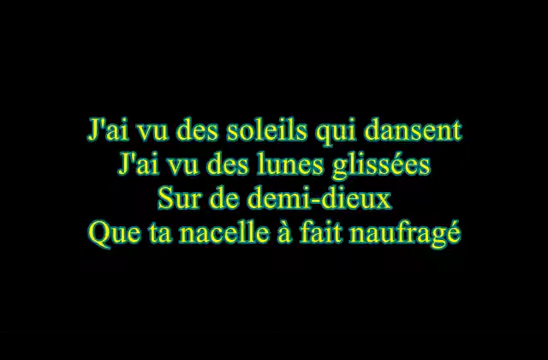 J'ai vu des soleils qui dansent
J'ai vu des lunes glissées
Sur de demi-dieux
Que ta nacelle à fait naufragé